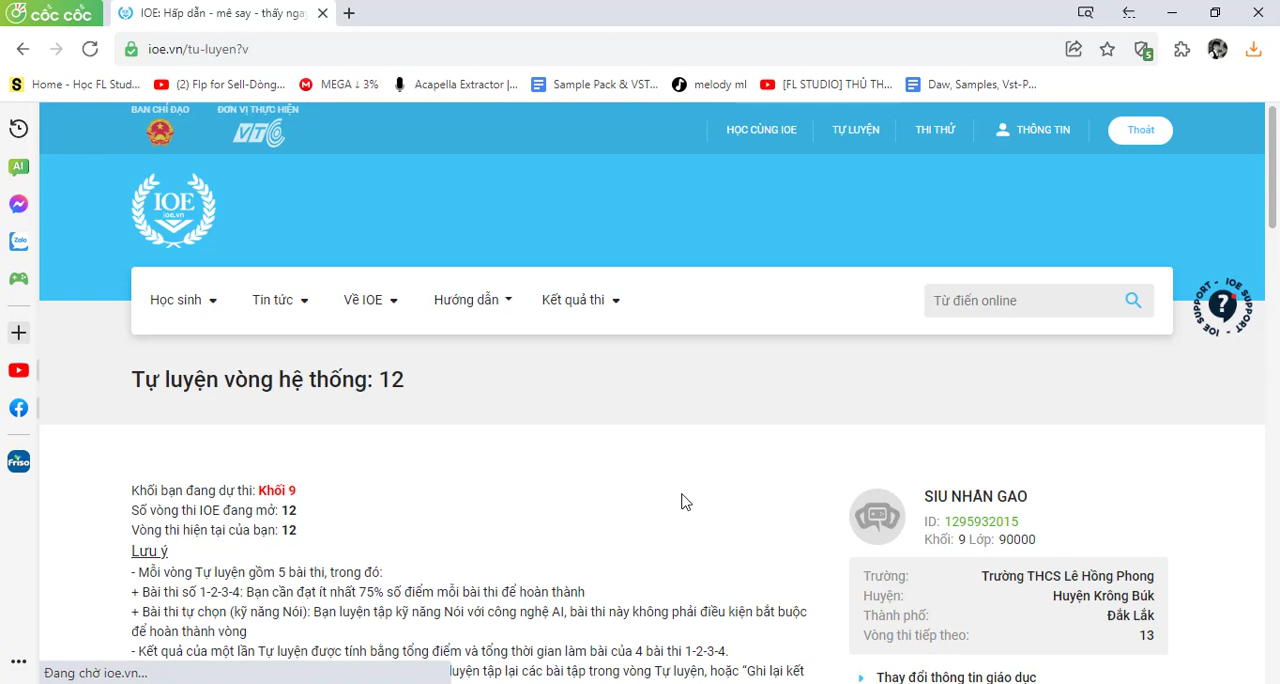 cốc cốc
IOE: Hấp dẫn - mê say - thấy nga
ioe.vn/tu-luyen?v
5
Home - Học FL Stud...
(2) Flp for Sell-Dòng...
MEGA ↓ 3%
Acapella Extractor |...
Sample Pack & VST...
melody ml
[FL STUDIO] THỦ TH...
Daw, Samples, Vst-P...
BAN CHỈ ĐẠO
ĐƠN VỊ THỰC HIỆN
VTC
HỌC CÙNG IOE
TỰ LUYỆN
THI THỬ
THÔNG TIN
Thoát
AI
Zalo
Friso
IOE
ioe.vn
Học sinh
Tin tức
Về IOE
Hướng dẫn
Kết quả thi
Từ điển online
IOE SUPPORT - IOE SUPPORT -
?
Tự luyện vòng hệ thống: 12
Khối bạn đang dự thi: Khối 9
Số vòng thi IOE đang mở: 12
Vòng thi hiện tại của bạn: 12
Lưu ý
- Mỗi vòng Tự luyện gồm 5 bài thi, trong đó:
+ Bài thi số 1-2-3-4: Bạn cần đạt ít nhất 75% số điểm mỗi bài thi để hoàn thành
+ Bài thi tự chọn (kỹ năng Nói): Bạn luyện tập kỹ năng Nói với công nghệ AI, bài thi này không phải điều kiện bắt buộc
để hoàn thành vòng
- Kết quả của một lần Tự luyện được tính bằng tổng điểm và tổng thời gian làm bài của 4 bài thi 1-2-3-4.
luyện tập lại các bài tập trong vòng Tự luyện, hoặc “Ghi lại kết
SIU NHÂN GAO
ID: 1295932015
Khối: 9 Lớp: 90000
Trường: Trường THCS Lê Hồng Phong
Huyện: Huyện Krông Búk
Thành phố: Đắk Lắk
Vòng thi tiếp theo: 13
Thay đổi thông tin giáo dục
Đang chờ ioe.vn...